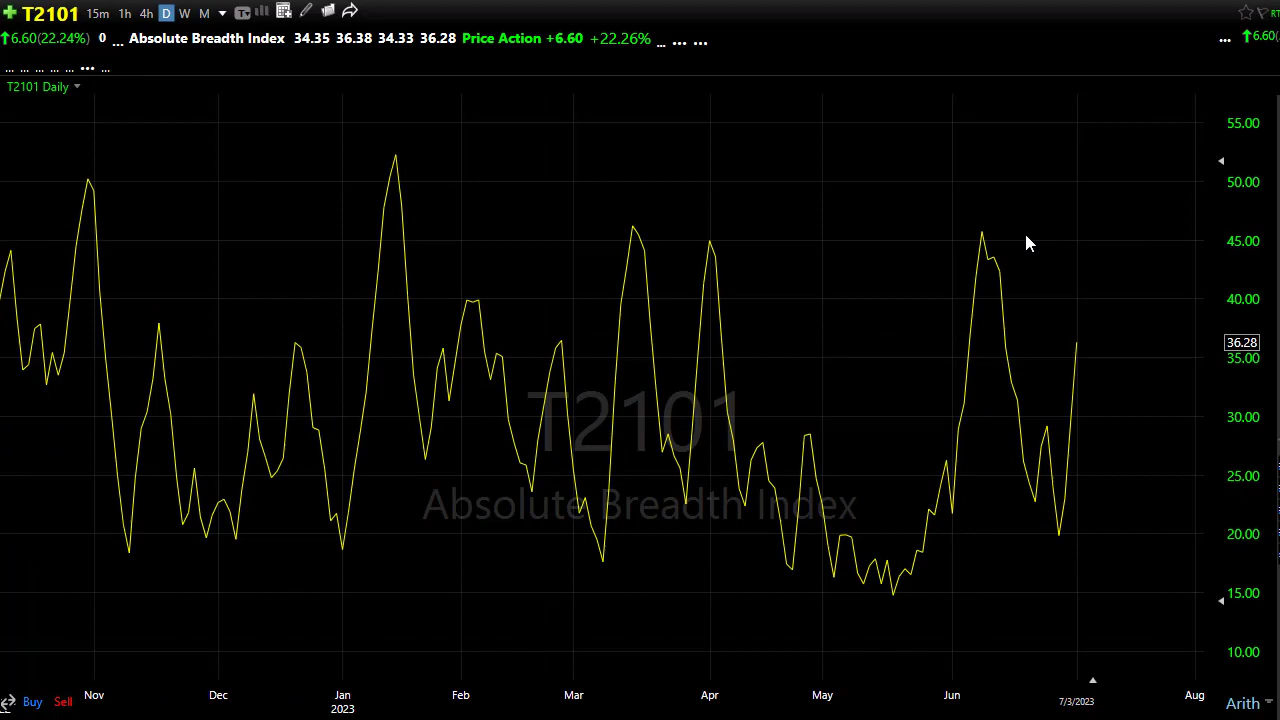 T2101 15m 1h 4h D W M T RT
6.60(22.24%) 0 ... Absolute Breadth Index 34.35 36.38 34.33 36.28 Price Action +6.60 +22.26% ... ... ... ... 6.60(
... ... ... ... ... ... ...
T2101 Daily
55.00
50.00
45.00
40.00
36.28
35.00
30.00
25.00
20.00
15.00
10.00
T2101
Absolute Breadth Index
Buy Sell Nov Dec Jan Feb Mar Apr May Jun 7/3/2023 Aug Arith
2023